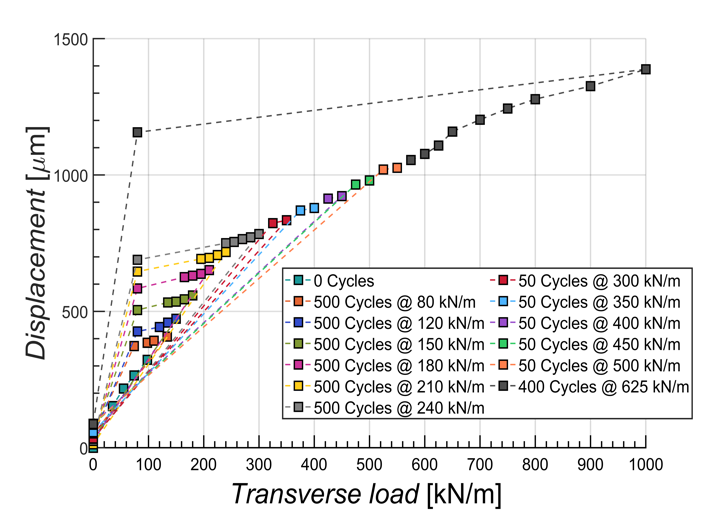 1500
1000
500
0
Displacement [μm]
0 Cycles
500 Cycles @ 80 kN/m
500 Cycles @ 120 kN/m
500 Cycles @ 150 kN/m
500 Cycles @ 180 kN/m
500 Cycles @ 210 kN/m
500 Cycles @ 240 kN/m
50 Cycles @ 300 kN/m
50 Cycles @ 350 kN/m
50 Cycles @ 400 kN/m
50 Cycles @ 450 kN/m
50 Cycles @ 500 kN/m
400 Cycles @ 625 kN/m
0 100 200 300 400 500 600 700 800 900 1000
Transverse load [kN/m]